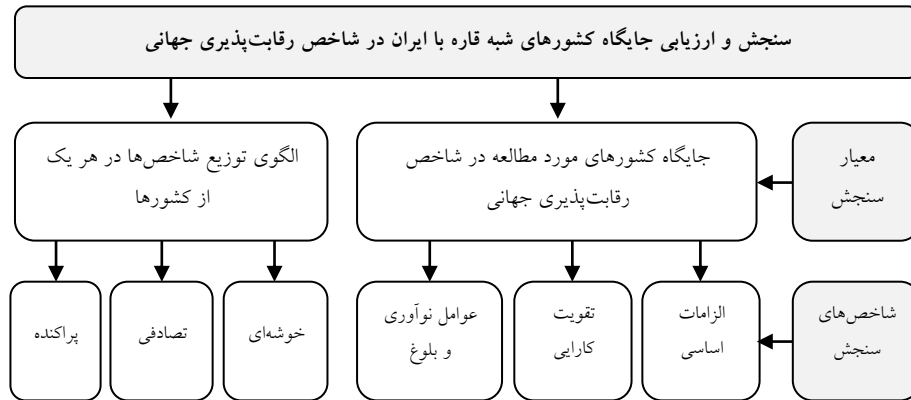 سنجش و ارزیابی جایگاه کشورهای شبه قاره با ایران در شاخص رقابت‌پذیری جهانی
معیار
سنجش
جایگاه کشورهای مورد مطالعه در شاخص
رقابت‌پذیری جهانی
الگوی توزیع شاخص‌ها در هر یک
از کشورها
شاخص‌های
سنجش
الزامات
اساسی
تقویت
کارایی
عوامل نوآوری
و بلوغ
خوشه‌ای
تصادفی
پراکنده